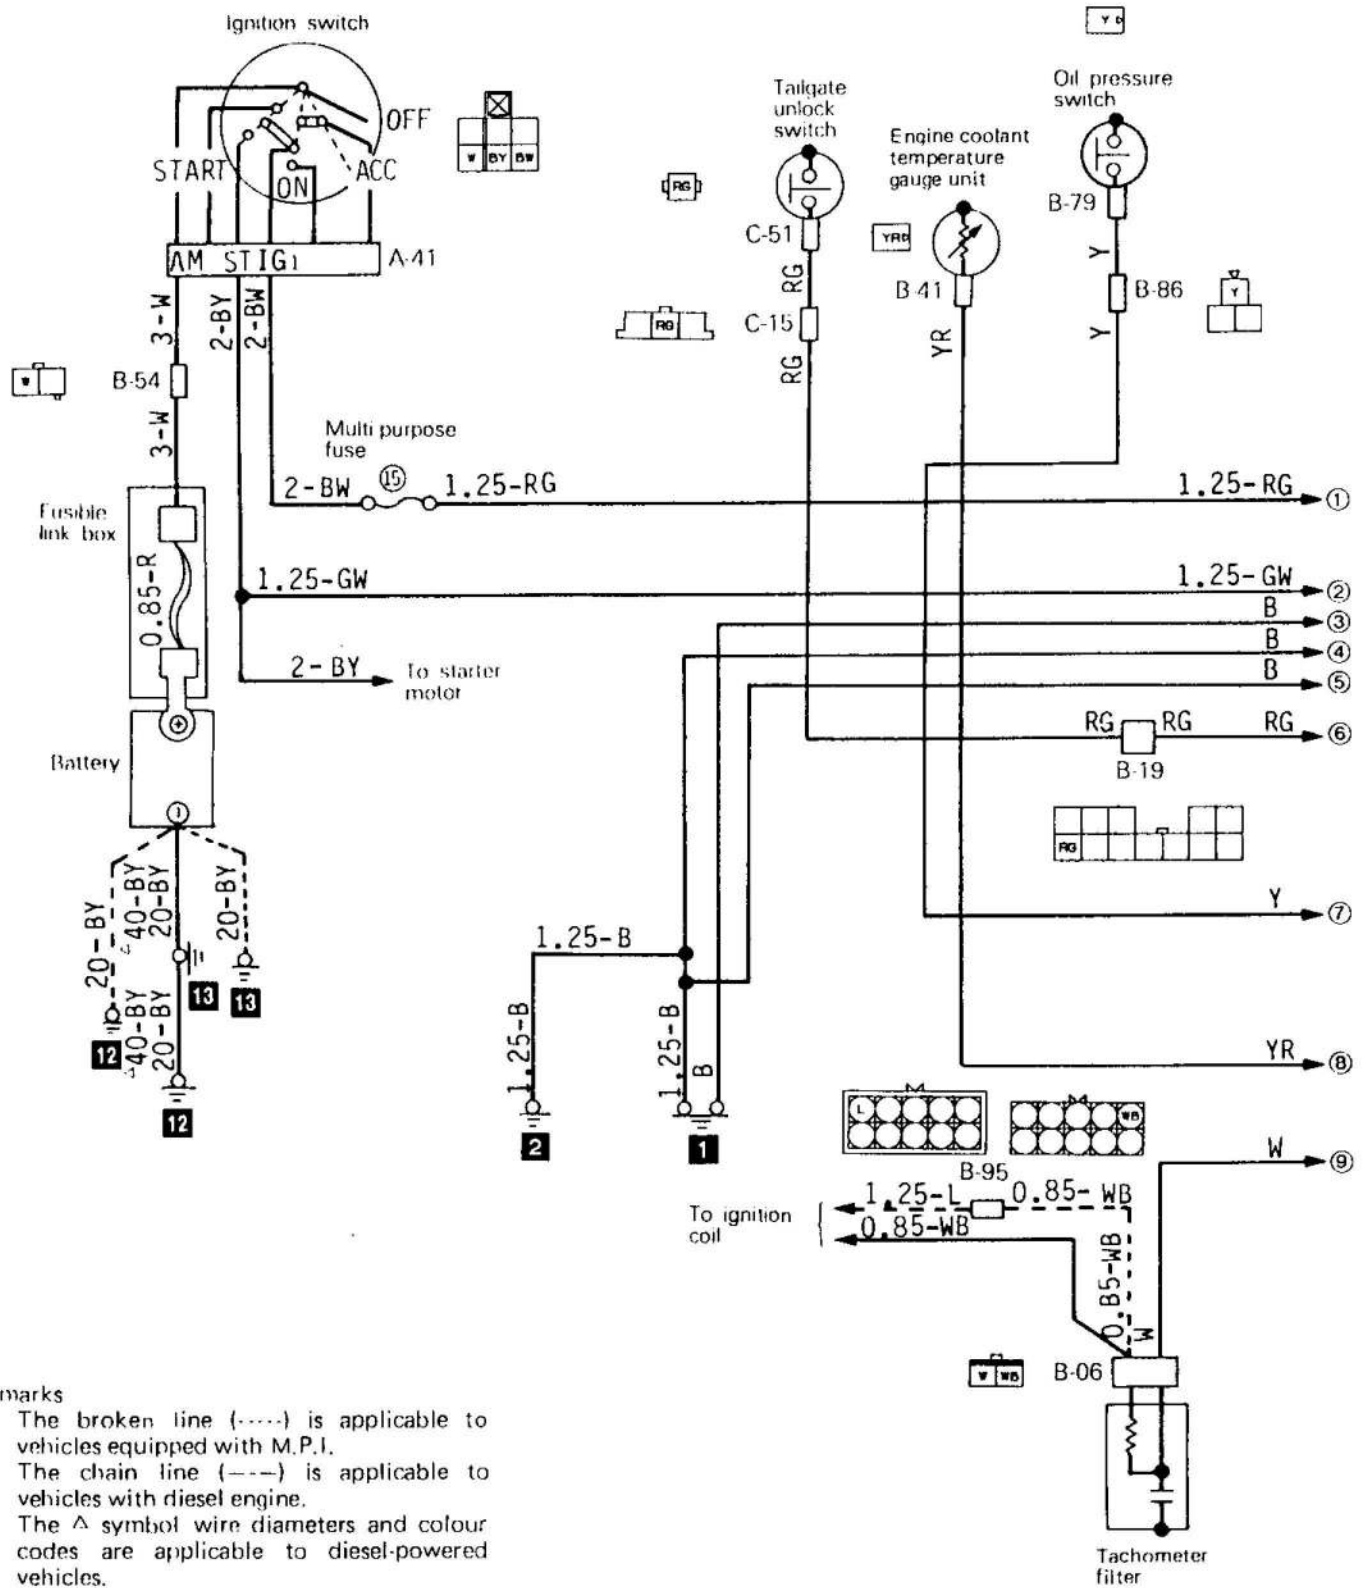 Ignition switch
Y
OFF
START
ON
ACC
W BY BW
AM ST IG1
A-41
3-W
2-BY
2-BW
W
B-54
3-W
Tailgate
unlock
switch
RG
C-51
RG
RG
C-15
RG
Engine coolant
temperature
gauge unit
YR
B-41
YR
Oil pressure
switch
B-79
Y
B-86
Y
Y
Multi purpose
fuse
2-BW
15
1.25-RG
1.25-RG
1
Fusible
link box
0.85-R
1.25-GW
1.25-GW
2
B
3
B
4
B
5
2-BY
To starter
motor
RG
RG
RG
6
B-19
RG
Battery
+
20-BY
△40-BY
20-BY
20-BY
Y
7
1.25-B
13
13
12
△40-BY
20-BY
12
1.25-B
2
1.25-B
B
1
YR
8
L
WB
B-95
W
9
To ignition
coil
1.25-L
0.85-WB
0.85-WB
0.B5-WB
W
W WB
B-06
Tachometer
filter
marks
The broken line (-----) is applicable to
vehicles equipped with M.P.I.
The chain line (—-—) is applicable to
vehicles with diesel engine.
The △ symbol wire diameters and colour
codes are applicable to diesel-powered
vehicles.